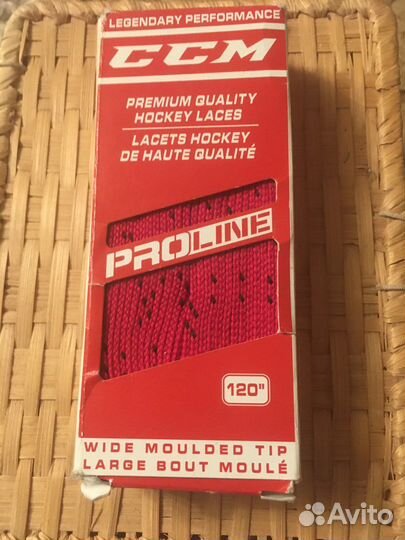 LEGENDARY PERFORMANCE
CCM
PREMIUM QUALITY
HOCKEY LACES
LACETS HOCKEY
DE HAUTE QUALITÉ
PROLINE
120"
WIDE MOULDED TIP
LARGE BOUT MOULÉ
Avito